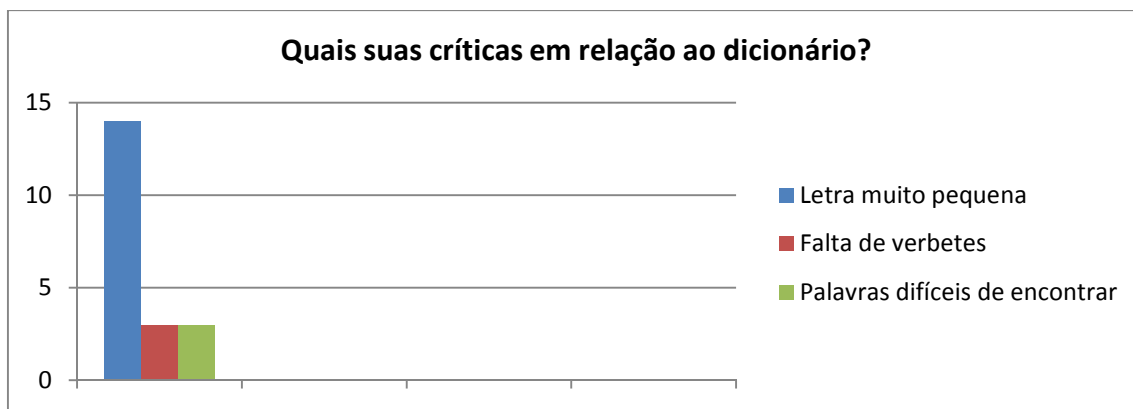 Quais suas críticas em relação ao dicionário?
15
10
5
0
Letra muito pequena
Falta de verbetes
Palavras difíceis de encontrar